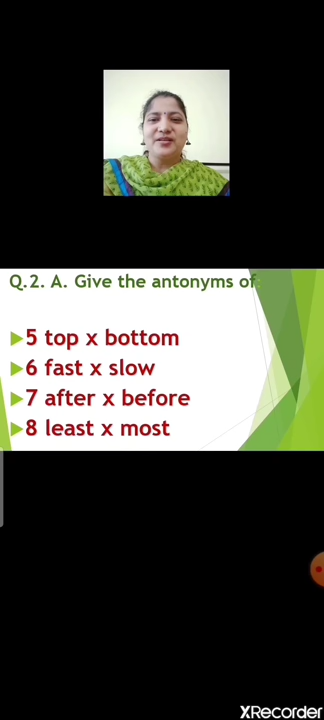 Q.2. A. Give the antonyms of:
5 top x bottom
6 fast x slow
7 after x before
8 least x most
XRecorder